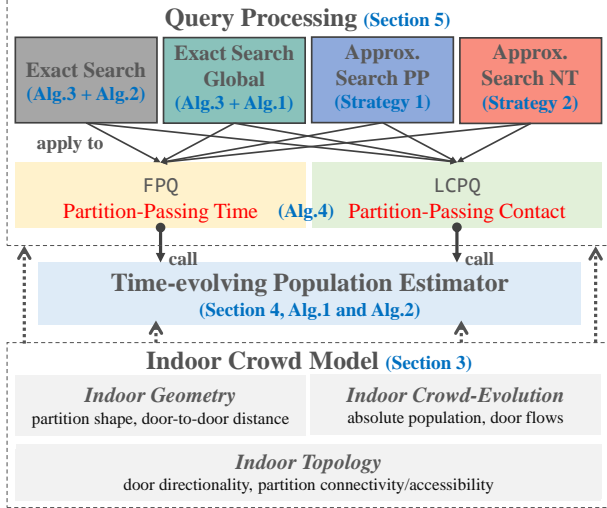 Query Processing (Section 5)
Exact Search
(Alg.3 + Alg.2)
Exact Search
Global
(Alg.3 + Alg.1)
Approx.
Search PP
(Strategy 1)
Approx.
Search NT
(Strategy 2)
apply to
FPQ
Partition-Passing Time
(Alg.4)
LCPQ
Partition-Passing Contact
call
call
Time-evolving Population Estimator
(Section 4, Alg.1 and Alg.2)
Indoor Crowd Model (Section 3)
Indoor Geometry
partition shape, door-to-door distance
Indoor Crowd-Evolution
absolute population, door flows
Indoor Topology
door directionality, partition connectivity/accessibility